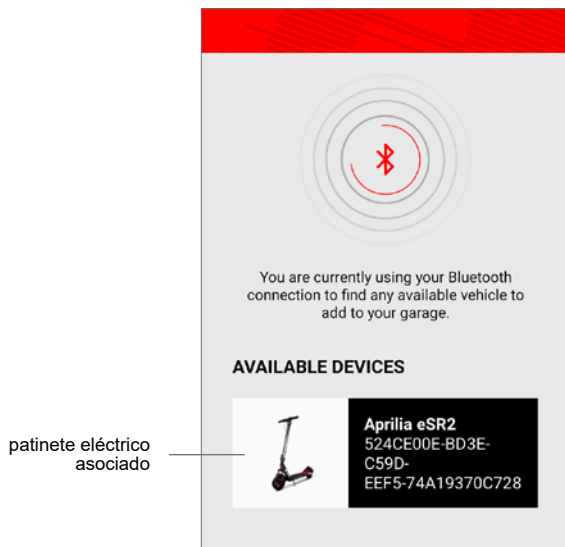 You are currently using your Bluetooth
connection to find any available vehicle to
add to your garage.
AVAILABLE DEVICES
patinete eléctrico
asociado
Aprilia eSR2
524CE00E-BD3E-
C59D-
EEF5-74A19370C728